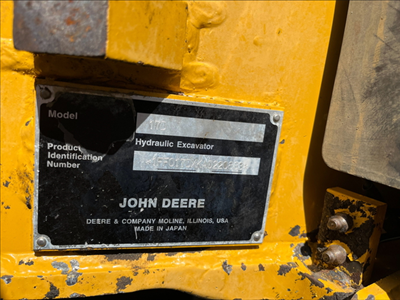 Model
Hydraulic Excavator
Product
Identification
Number
JOHN DEERE
DEERE & COMPANY MOLINE, ILLINOIS, USA
MADE IN JAPAN